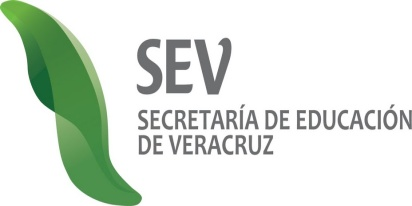 SEV
SECRETARÍA DE EDUCACIÓN
DE VERACRUZ